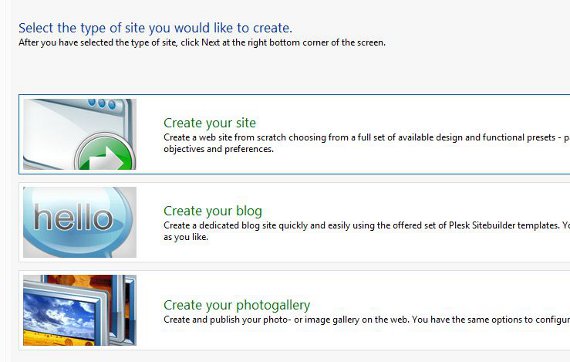 Select the type of site you would like to create.
After you have selected the type of site, click Next at the right bottom corner of the screen.
Create your site
Create a web site from scratch choosing from a full set of available design and functional presets -
objectives and preferences.
hello
Create your blog
Create a dedicated blog site quickly and easily using the offered set of Plesk Sitebuilder templates.
as you like.
Create your photogallery
Create and publish your photo- or image gallery on the web. You have the same options to